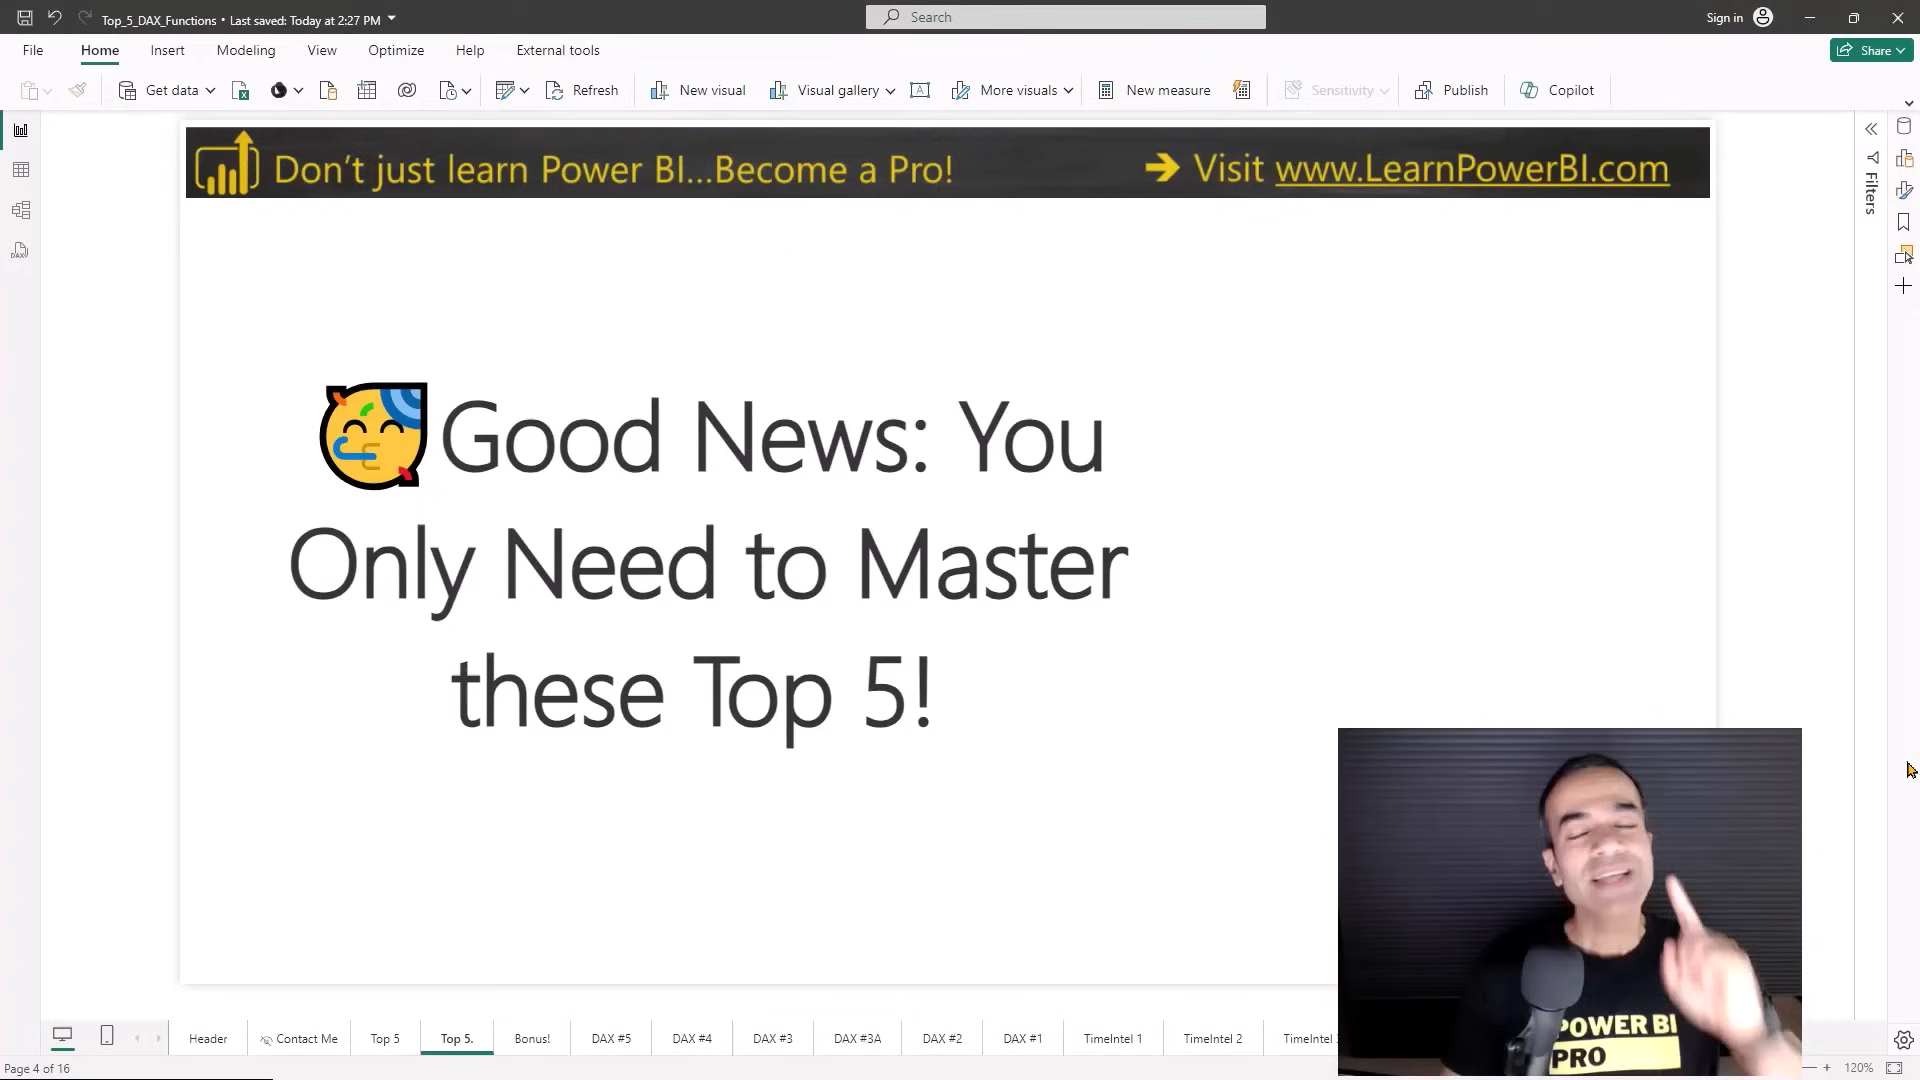 Top_5_DAX_Functions • Last saved: Today at 2:27 PM
Search
Sign in
File
Home
Insert
Modeling
View
Optimize
Help
External tools
Share
Get data
Refresh
New visual
Visual gallery
More visuals
New measure
Sensitivity
Publish
Copilot
Don't just learn Power BI...Become a Pro!
Visit www.LearnPowerBI.com
Filters
DAX
Good News: You
Only Need to Master
these Top 5!
POWER BI
PRO
Header
Contact Me
Top 5
Top 5.
Bonus!
DAX #5
DAX #4
DAX #3
DAX #3A
DAX #2
DAX #1
TimeIntel 1
TimeIntel 2
TimeIntel
Page 4 of 16
120%